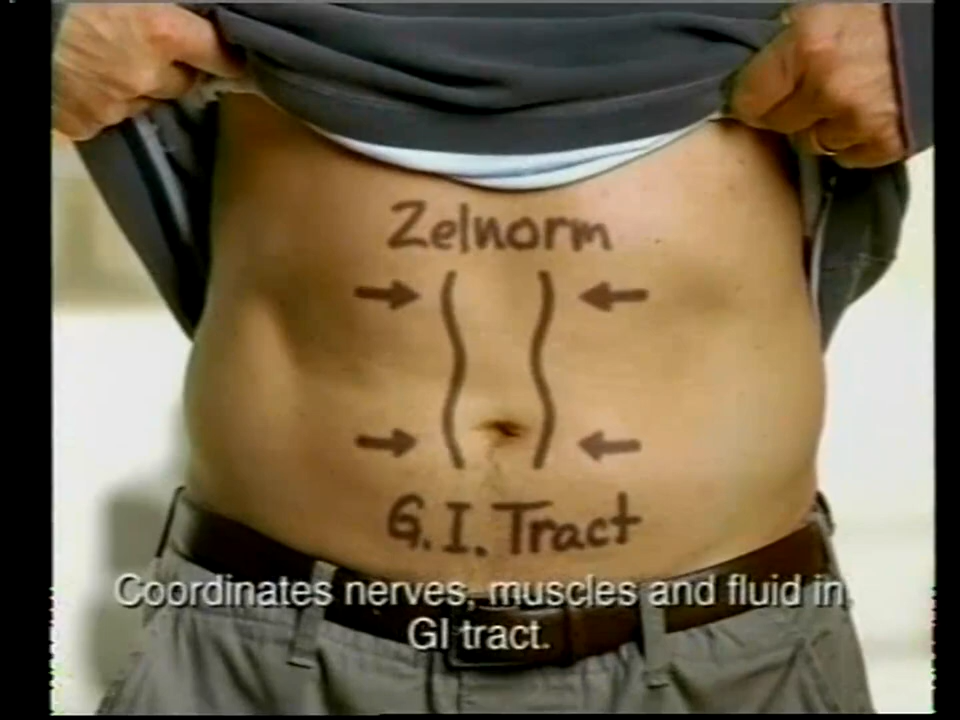 Zelnorm
G.I. Tract
Coordinates nerves, muscles and fluid in
GI tract.